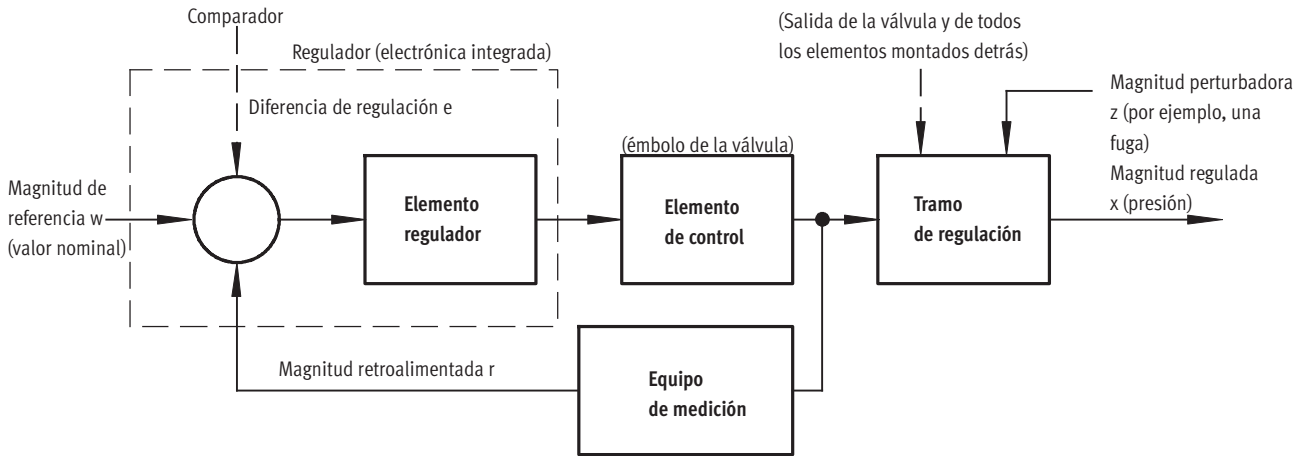 Comparador
Regulador (electrónica integrada)
(Salida de la válvula y de todos
los elementos montados detrás)
Magnitud perturbadora
z (por ejemplo, una
fuga)
Diferencia de regulación e
(émbolo de la válvula)
Magnitud regulada
x (presión)
Magnitud de
referencia w
(valor nominal)
Elemento
regulador
Elemento
de control
Tramo
de regulación
Magnitud retroalimentada r
Equipo
de medición